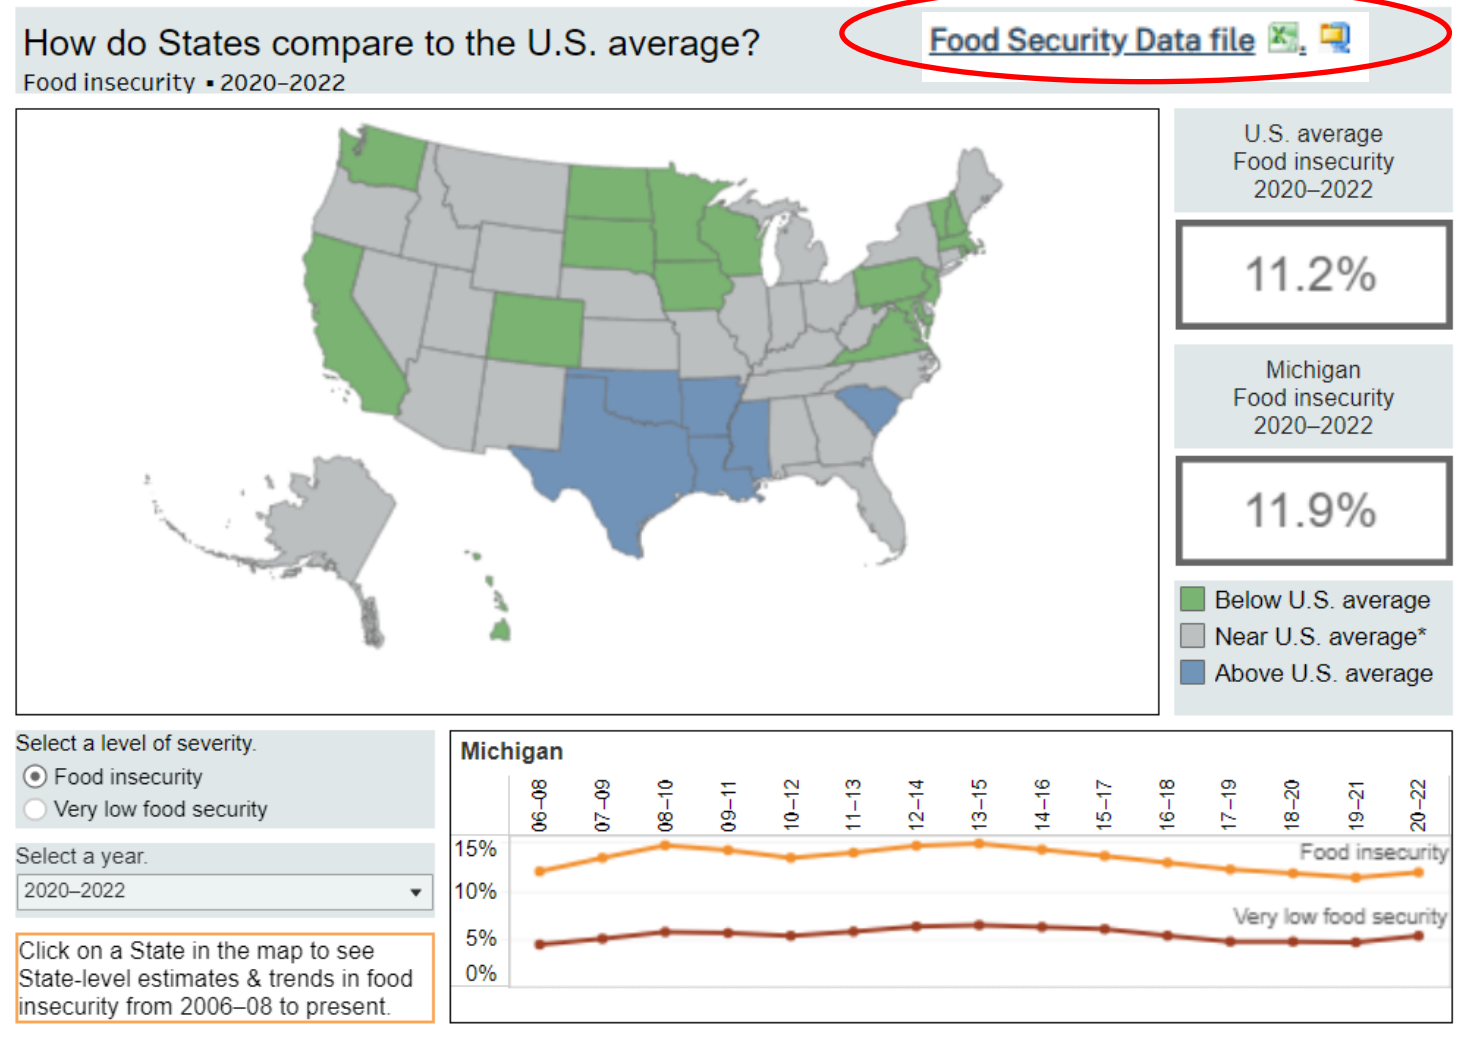 How do States compare to the U.S. average?
Food insecurity ▪ 2020–2022
Food Security Data file
U.S. average
Food insecurity
2020–2022
11.2%
Michigan
Food insecurity
2020–2022
11.9%
Below U.S. average
Near U.S. average*
Above U.S. average
Select a level of severity.
Food insecurity
Very low food security
Select a year.
2020–2022
Click on a State in the map to see
State-level estimates & trends in food
insecurity from 2006–08 to present.
Michigan
06–08 07–09 08–10 09–11 10–12 11–13 12–14 13–15 14–16 15–17 16–18 17–19 18–20 19–21 20–22
15%
Food insecurity
10%
Very low food security
5%
0%